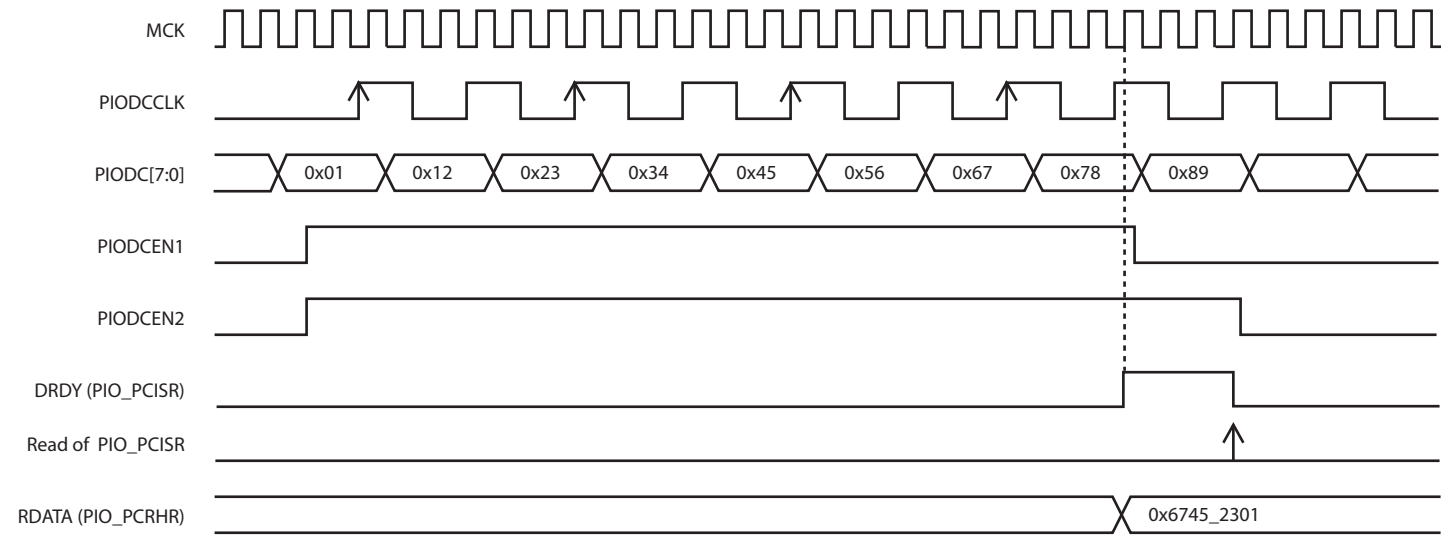 MCK
PIODCCLK
PIODC[7:0] 0x01 0x12 0x23 0x34 0x45 0x56 0x67 0x78 0x89
PIODCEN1
PIODCEN2
DRDY (PIO_PCISR)
Read of PIO_PCISR
RDATA (PIO_PCRHR) 0x6745_2301